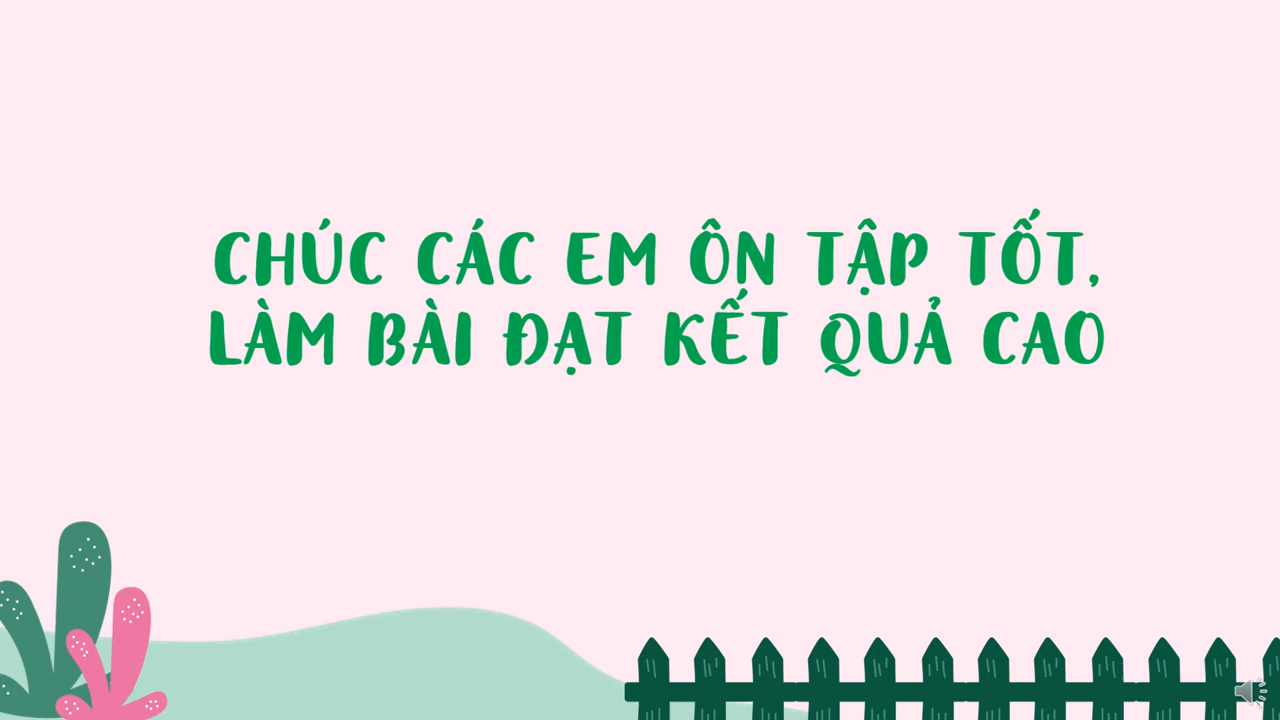 CHÚC CÁC EM ÔN TẬP TỐT,
LÀM BÀI ĐẠT KẾT QUẢ CAO